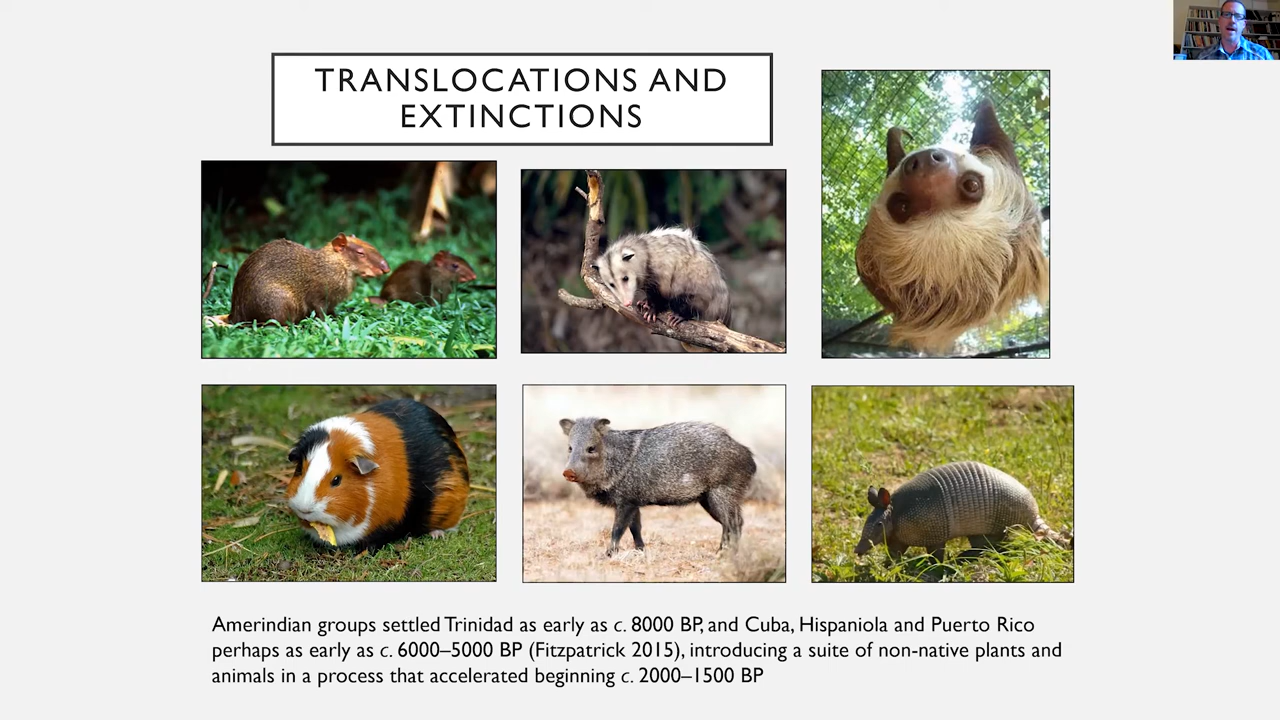 TRANSLOCATIONS AND
EXTINCTIONS
Amerindian groups settled Trinidad as early as c. 8000 BP, and Cuba, Hispaniola and Puerto Rico
perhaps as early as c. 6000–5000 BP (Fitzpatrick 2015), introducing a suite of non-native plants and
animals in a process that accelerated beginning c. 2000–1500 BP